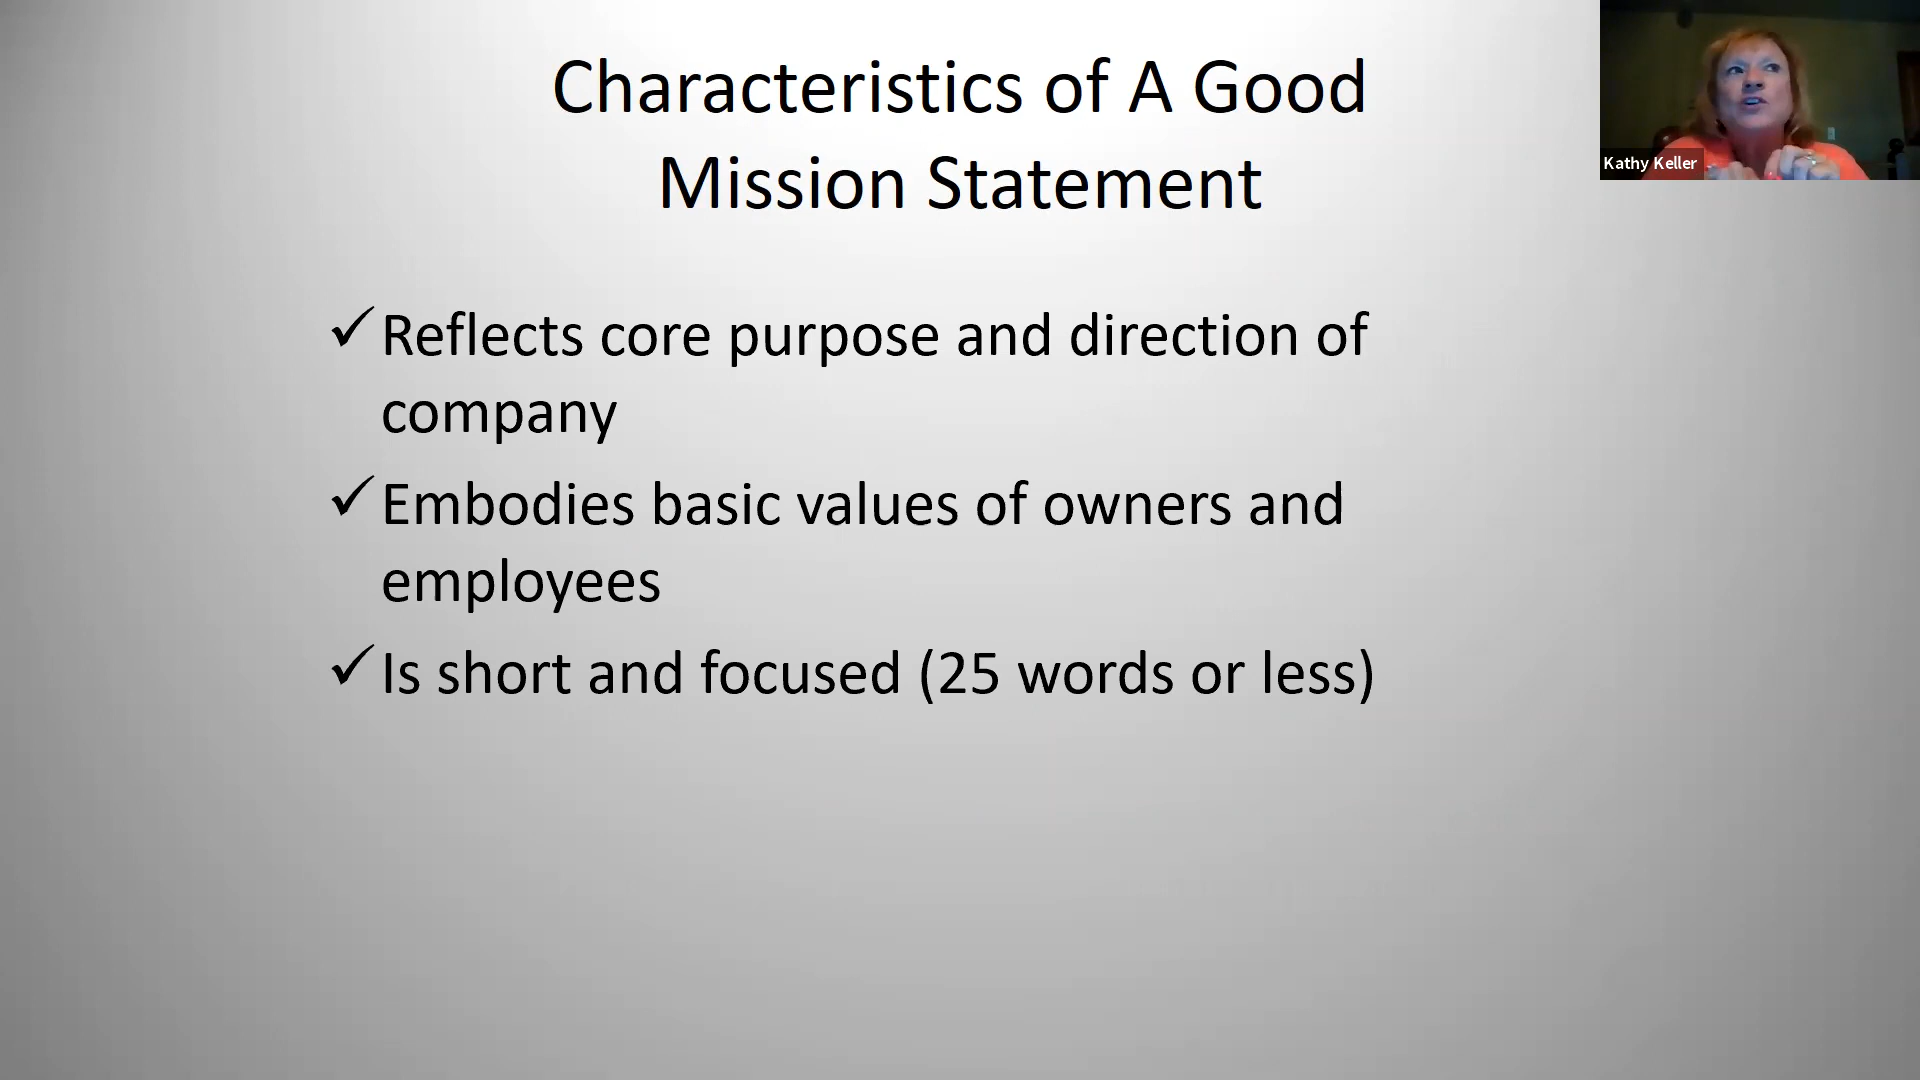 Characteristics of A Good
Mission Statement
Kathy Keller
✓Reflects core purpose and direction of
company
✓Embodies basic values of owners and
employees
✓Is short and focused (25 words or less)